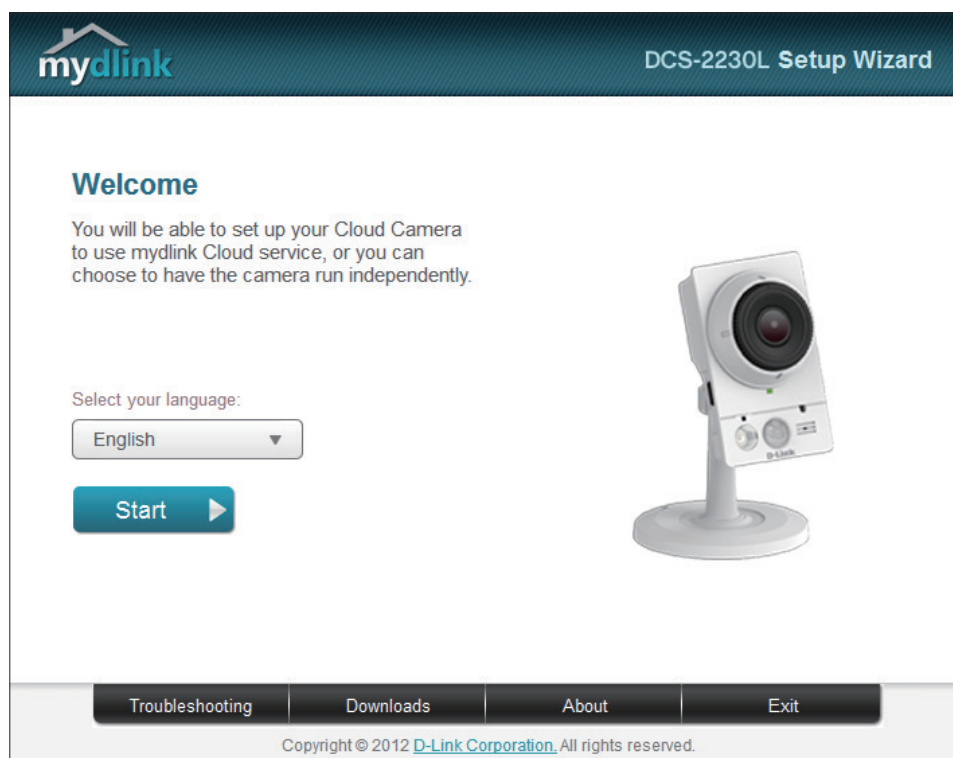 mydlink
DCS-2230L Setup Wizard
Welcome
You will be able to set up your Cloud Camera
to use mydlink Cloud service, or you can
choose to have the camera run independently.
Select your language:
English
Start
D-Link
Troubleshooting
Downloads
About
Exit
Copyright © 2012 D-Link Corporation. All rights reserved.